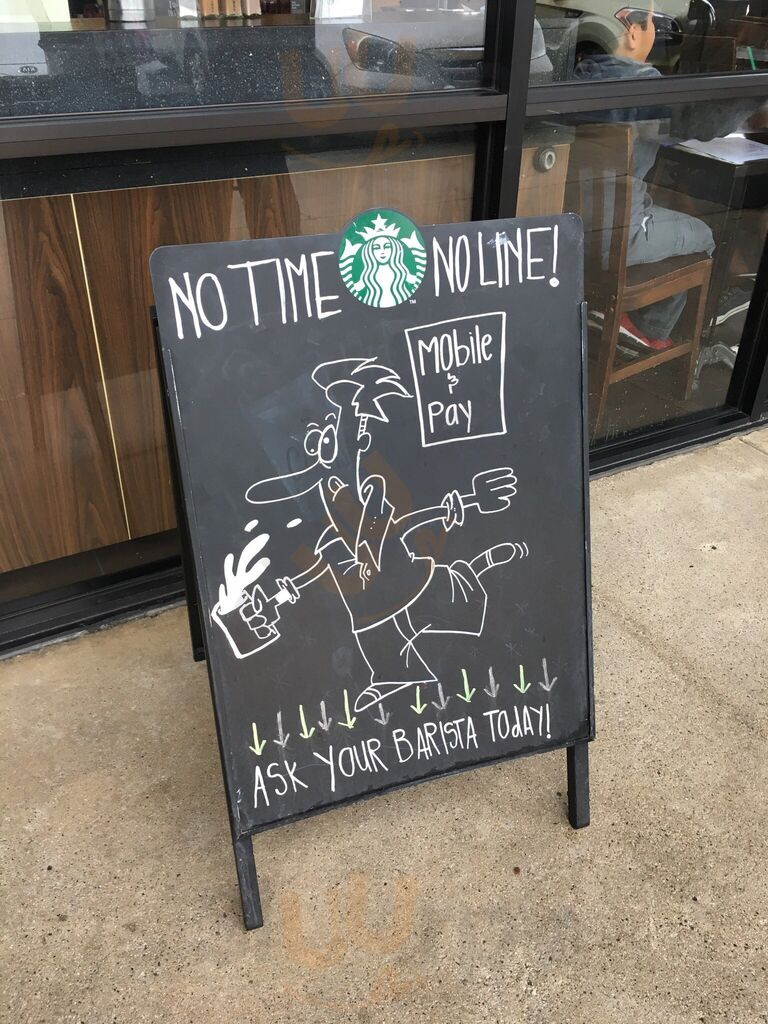 NO TIME NO LINE!
MObile
&
Pay
ASK YOUR BARISTA TOdAY!